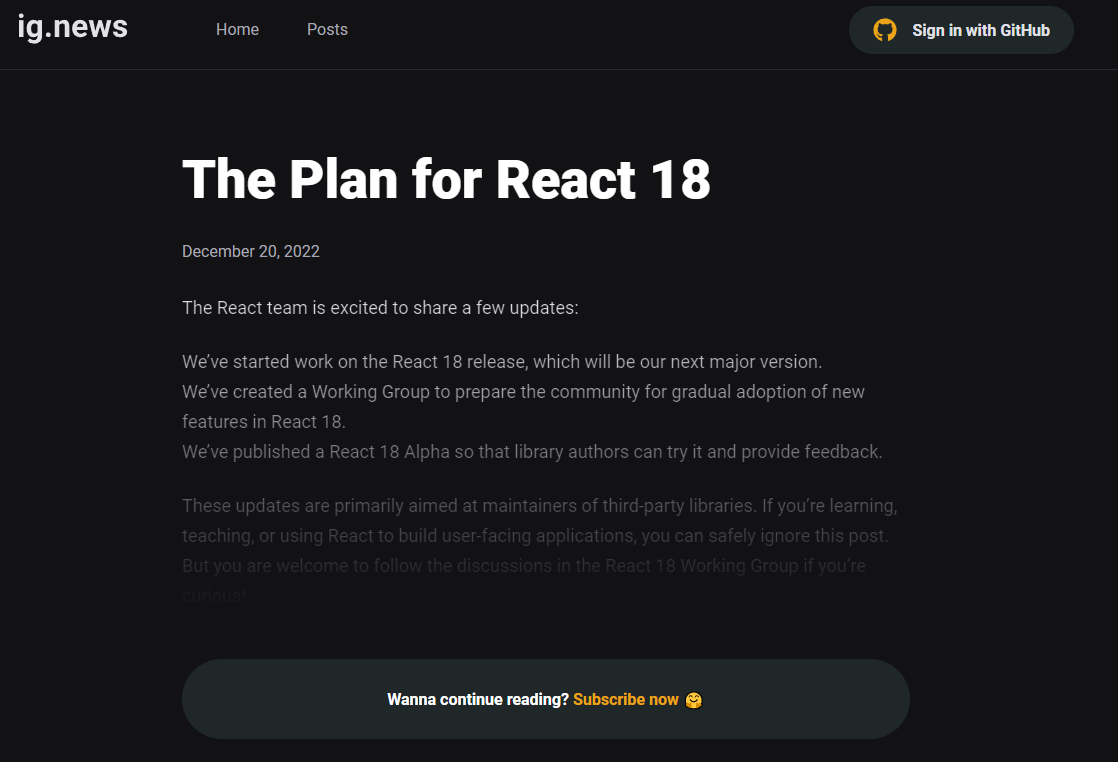 ig.news
Home
Posts
Sign in with GitHub
The Plan for React 18
December 20, 2022
The React team is excited to share a few updates:
We’ve started work on the React 18 release, which will be our next major version.
We’ve created a Working Group to prepare the community for gradual adoption of new
features in React 18.
We’ve published a React 18 Alpha so that library authors can try it and provide feedback.
These updates are primarily aimed at maintainers of third-party libraries. If you’re learning,
teaching, or using React to build user-facing applications, you can safely ignore this post.
But you are welcome to follow the discussions in the React 18 Working Group if you’re
curious!
Wanna continue reading? Subscribe now 🤗